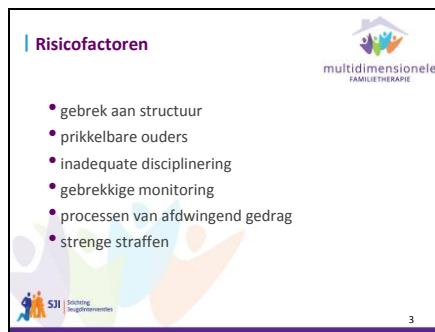 Risicofactoren
multidimensionele
FAMILIETHERAPIE
• gebrek aan structuur
• prikkelbare ouders
• inadequate disciplinering
• gebrekkige monitoring
• processen van afdwingend gedrag
• strenge straffen
SJI
Stichting
Jeugdinterventies
3